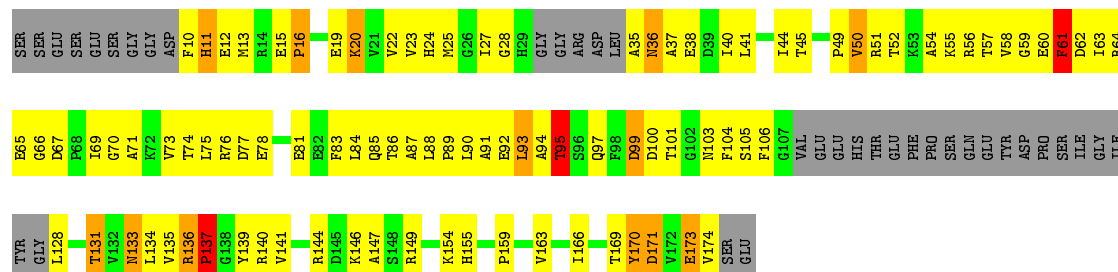 SER SER GLU SER GLU SER GLY GLY ASP F10 H11 E12 M13 R14 E15 P16 E19 K20 V21 V22 V23 H24 M25 G26 I27 G28 H29 GLY GLY ARG ASP LEU A35 N36 A37 E38 D39 I40 L41 I44 T45 P49 V50 R51 T52 K53 A54 K55 R56 T57 V58 G59 E60 F61 D62 I63 R64
E65 G66 D67 P68 I69 G70 A71 K72 V73 T74 L75 R76 D77 E78 E81 E82 F83 L84 Q85 T86 A87 L88 P89 L90 A91 E92 L93 A94 T95 S96 Q97 F98 D99 D100 T101 G102 N103 F104 S105 F106 G107 VAL GLU GLU HIS THR GLU PHE PRO SER GLN GLU TYR ASP PRO SER ILE GLY ILE
TYR GLY L128 T131 V132 N133 L134 V135 R136 P137 G138 Y139 R140 V141 R144 D145 K146 A147 S148 R149 K154 H155 P159 V163 I166 T169 Y170 D171 V172 E173 V174 SER GLU